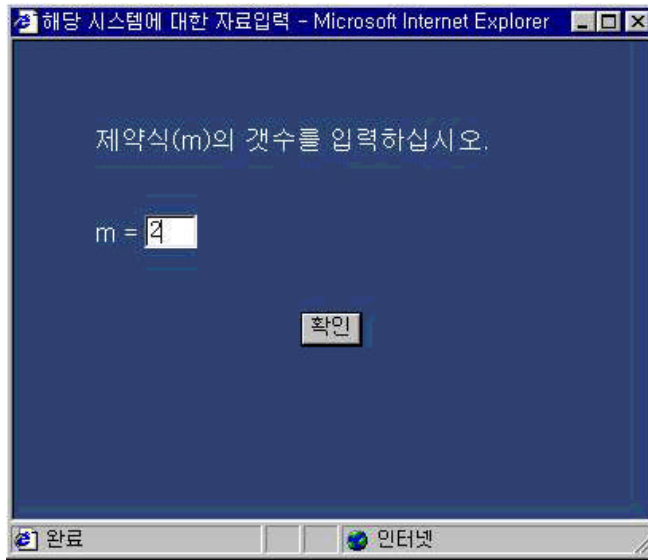 해당 시스템에 대한 자료입력 - Microsoft Internet Explorer
제약식(m)의 갯수를 입력하십시오.
m = 2
확인
완료
인터넷